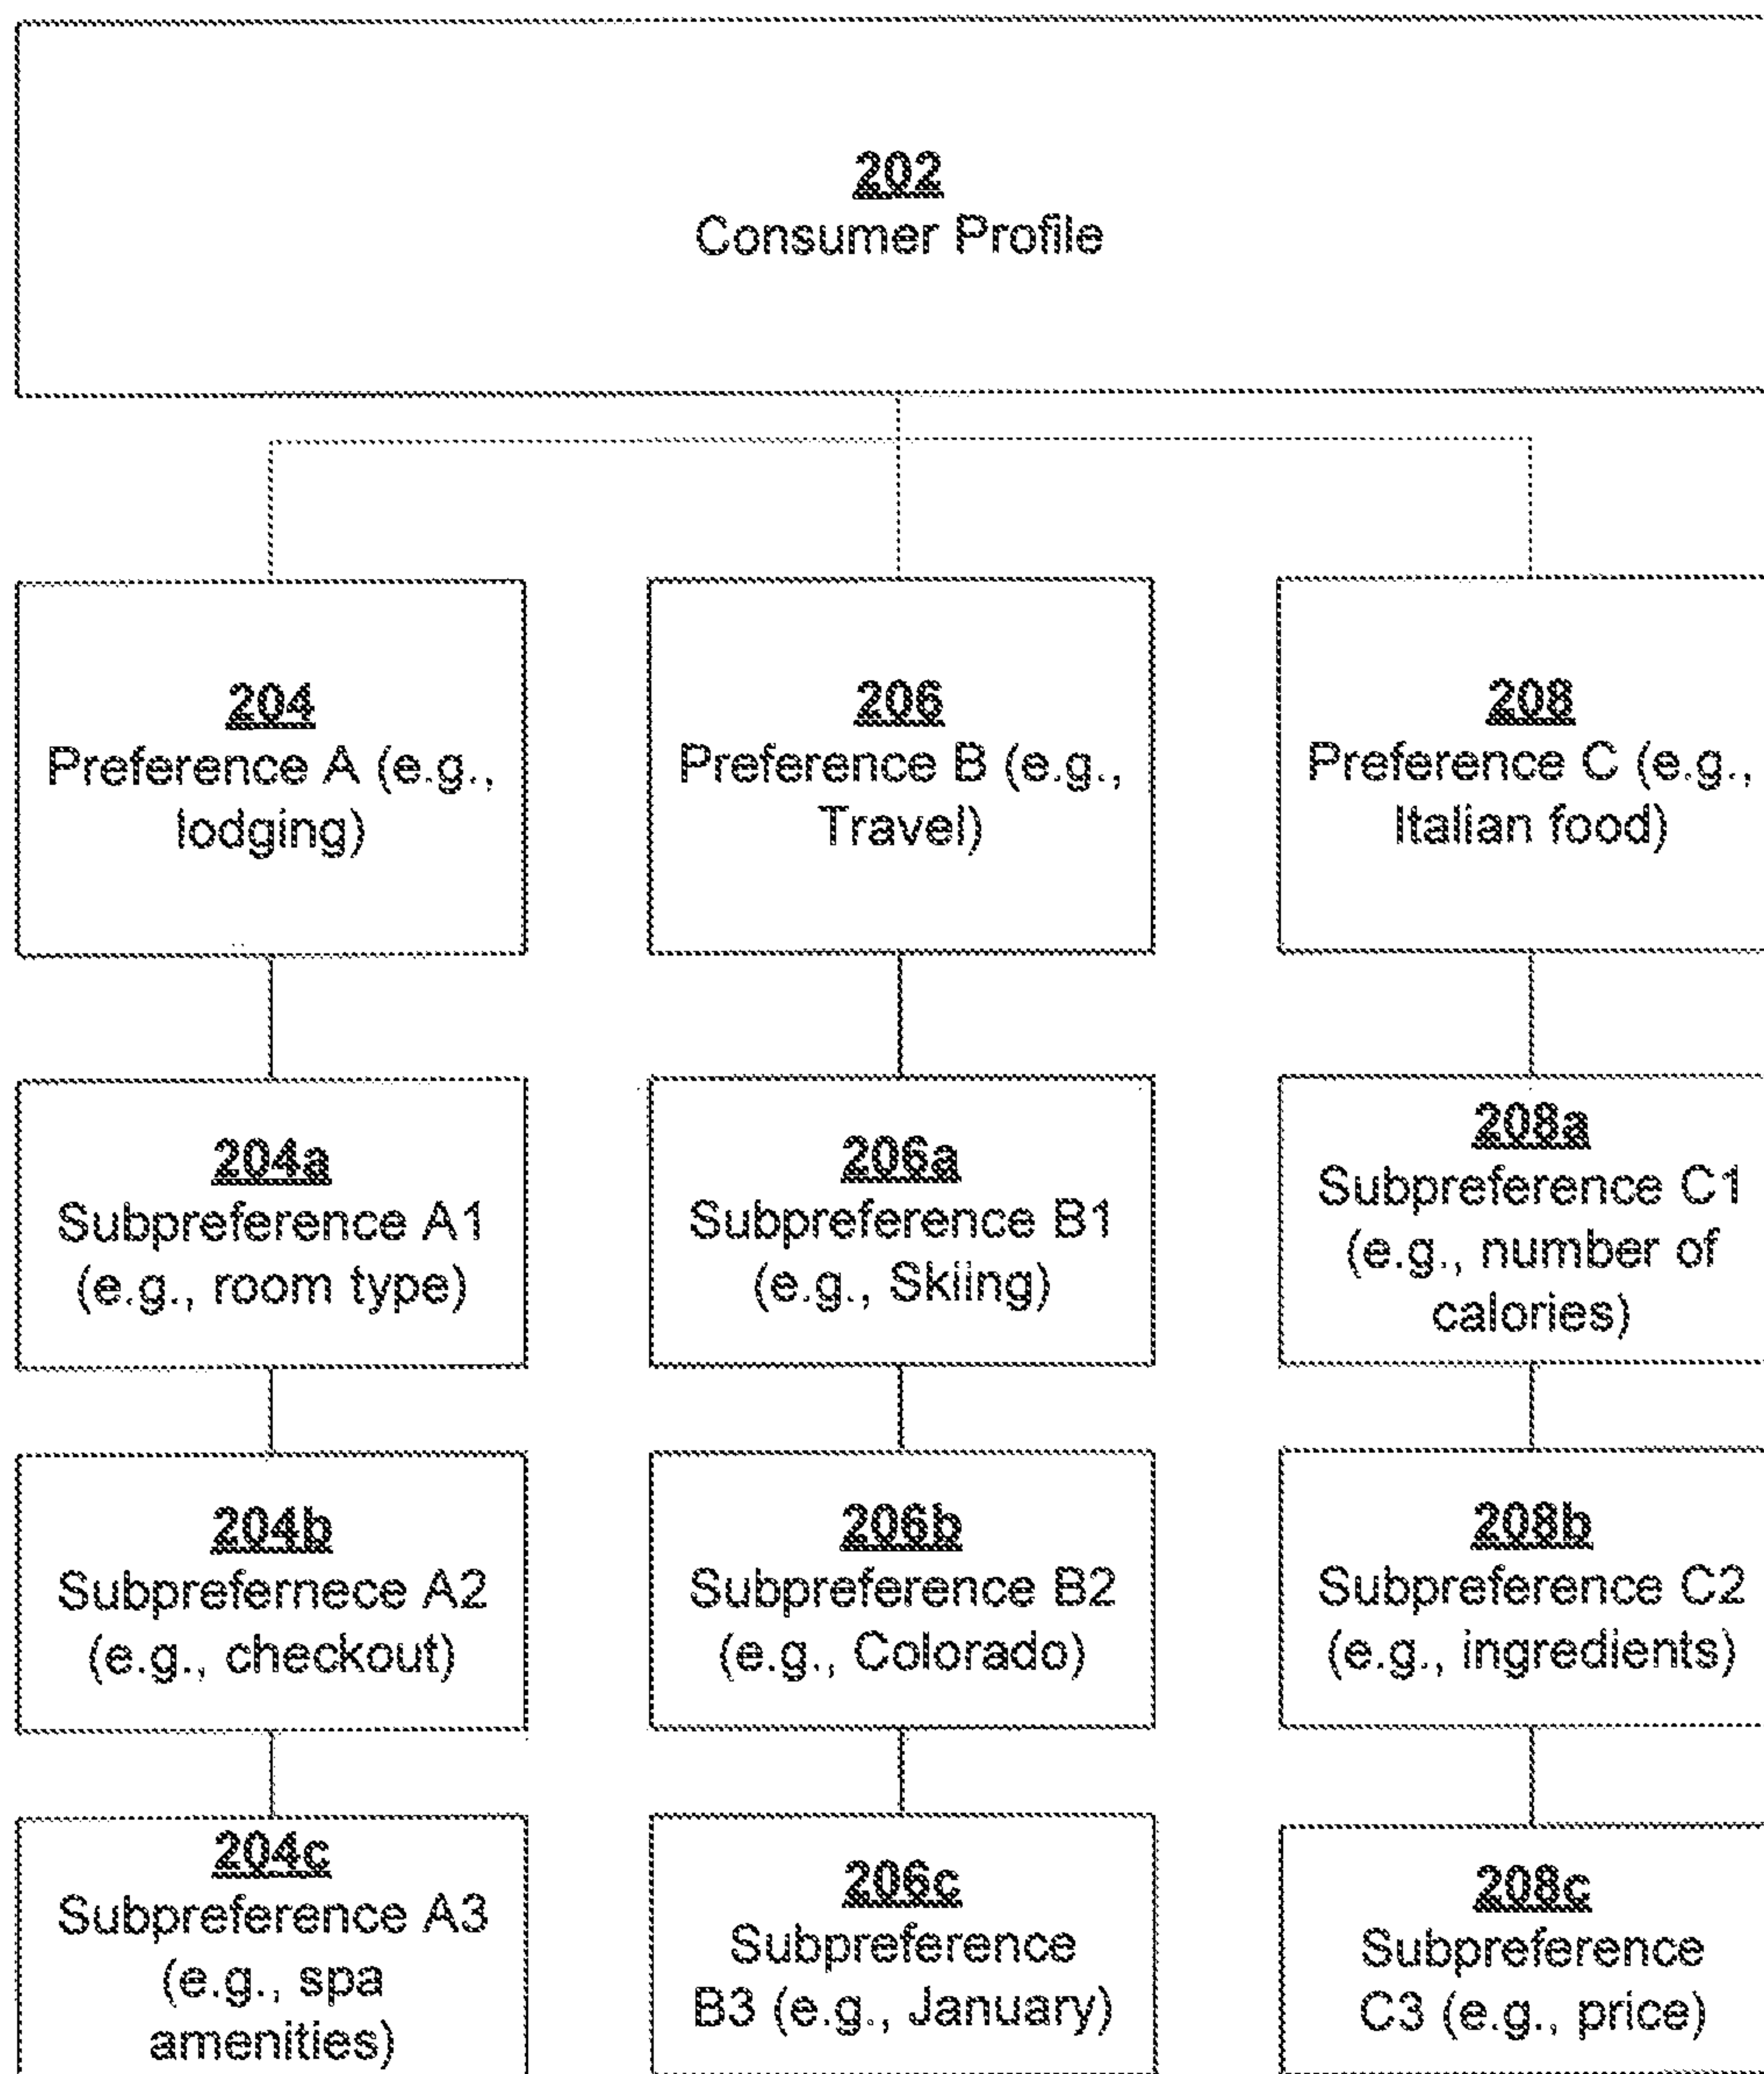 202
Consumer Profile
204
Preference A (e.g.,
lodging)
206
Preference B (e.g.,
Travel)
208
Preference C (e.g.,
Italian food)
204a
Subpreference A1
(e.g., room type)
206a
Subpreference B1
(e.g., Skiing)
208a
Subpreference C1
(e.g., number of
calories)
204b
Subprefernece A2
(e.g., checkout)
206b
Subpreference B2
(e.g., Colorado)
208b
Subpreference C2
(e.g., ingredients)
204c
Subpreference A3
(e.g., spa
amenities)
206c
Subpreference
B3 (e.g., January)
208c
Subpreference
C3 (e.g., price)